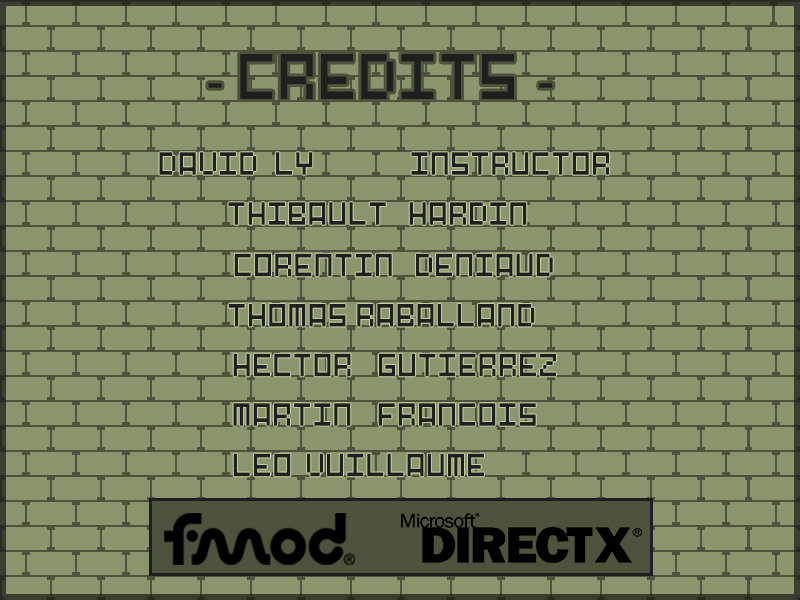 - CREDITS -
DAVID LY INSTRUCTOR
THIBAULT HARDIN
CORENTIN DENIAUD
THOMAS RABALLAND
HECTOR GUTIERREZ
MARTIN FRANCOIS
LEO VUILLAUME
fmod® Microsoft® DIRECTX®